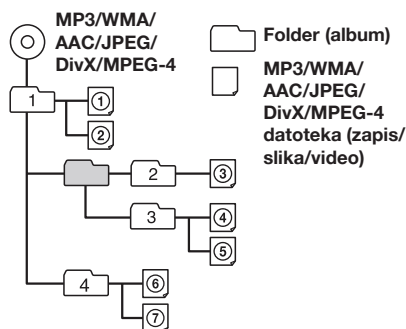 MP3/WMA/
AAC/JPEG/
DivX/MPEG-4
Folder (album)
MP3/WMA/
AAC/JPEG/
DivX/MPEG-4
datoteka (zapis/
slika/video)
1
①
②
2
③
3
④
⑤
4
⑥
⑦